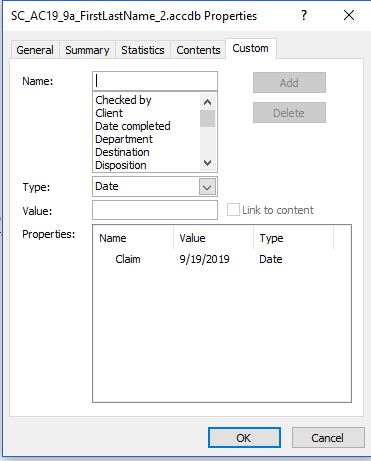 SC_AC19_9a_FirstLastName_2.accdb Properties
General Summary Statistics Contents Custom
Name: Add
Checked by
Client
Date completed
Department
Destination
Disposition
Delete
Type: Date
Value: Link to content
Properties:
Name Value Type
Claim 9/19/2019 Date
OK Cancel